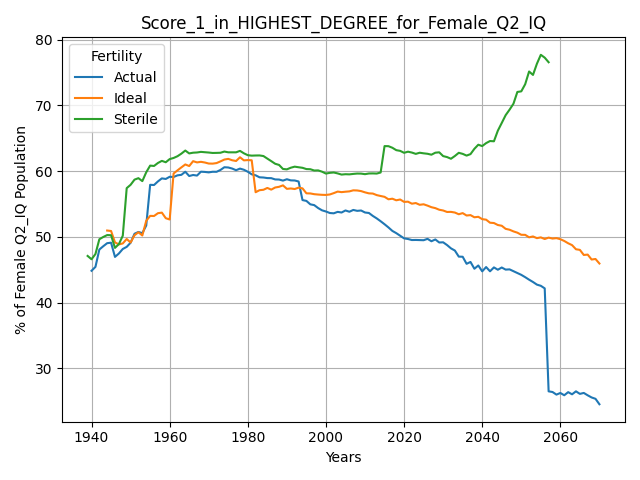 Score_1_in_HIGHEST_DEGREE_for_Female_Q2_IQ
Fertility
Actual
Ideal
Sterile
% of Female Q2_IQ Population
80
70
60
50
40
30
1940 1960 1980 2000 2020 2040 2060
Years